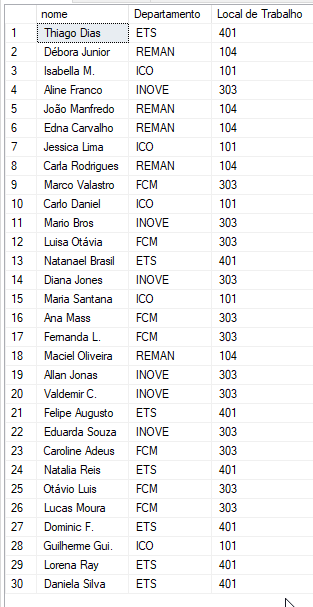 nome Departamento Local de Trabalho
1 Thiago Dias ETS 401
2 Débora Junior REMAN 104
3 Isabella M. ICO 101
4 Aline Franco INOVE 303
5 João Manfredo REMAN 104
6 Edna Carvalho REMAN 104
7 Jessica Lima ICO 101
8 Carla Rodrigues REMAN 104
9 Marco Valastro FCM 303
10 Carlo Daniel ICO 101
11 Mario Bros INOVE 303
12 Luisa Otávia FCM 303
13 Natanael Brasil ETS 401
14 Diana Jones INOVE 303
15 Maria Santana ICO 101
16 Ana Mass FCM 303
17 Fernanda L. FCM 303
18 Maciel Oliveira REMAN 104
19 Allan Jonas INOVE 303
20 Valdemir C. INOVE 303
21 Felipe Augusto ETS 401
22 Eduarda Souza INOVE 303
23 Caroline Adeus FCM 303
24 Natalia Reis ETS 401
25 Otávio Luis FCM 303
26 Lucas Moura FCM 303
27 Dominic F. ETS 401
28 Guilherme Gui. ICO 101
29 Lorena Ray ETS 401
30 Daniela Silva ETS 401